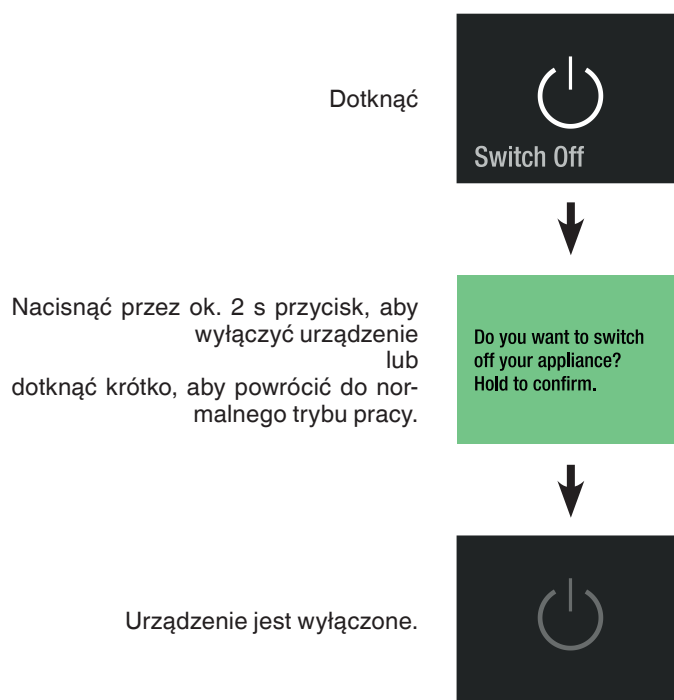 Dotknąć
Switch Off
Nacisnąć przez ok. 2 s przycisk, aby
wyłączyć urządzenie
lub
dotknąć krótko, aby powrócić do nor-
malnego trybu pracy.
Do you want to switch
off your appliance?
Hold to confirm.
Urządzenie jest wyłączone.